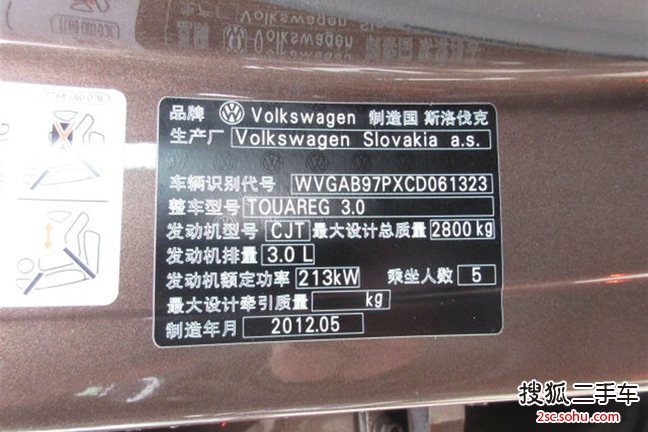 品牌 Volkswagen 制造国 斯洛伐克
生产厂 Volkswagen Slovakia a.s.
车辆识别代号 WVGAB97PXCD061323
整车型号 TOUAREG 3.0
发动机型号 CJT 最大设计总质量 2800 kg
发动机排量 3.0 L
发动机额定功率 213kW 乘坐人数 5
最大设计牵引质量 kg
制造年月 2012.05
搜狐二手车
2sc.sohu.com